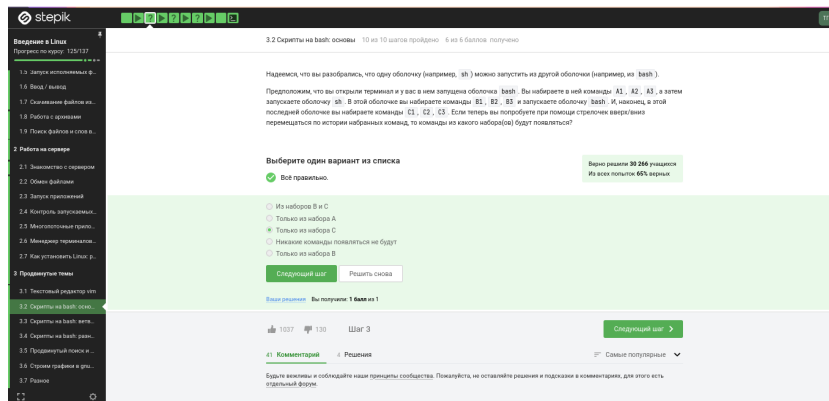 stepik
Введение в Linux
Прогресс по курсу: 125/137
1.5 Запуск исполняемых ф...
1.6 Ввод / вывод
1.7 Скачивание файлов из...
1.8 Работа с архивами
1.9 Поиск файлов и слов в...
2 Работа на сервере
2.1 Знакомство с сервером
2.2 Обмен файлами
2.3 Запуск приложений
2.4 Контроль запускаемых...
2.5 Многопоточные прило...
2.6 Менеджер терминалов...
2.7 Как установить Linux: р...
3 Продвинутые темы
3.1 Текстовый редактор vim
3.2 Скрипты на bash: осно...
3.3 Скрипты на bash: ветв...
3.4 Скрипты на bash: разн...
3.5 Продвинутый поиск и ...
3.6 Строим графики в gnu...
3.7 Разное
3.2 Скрипты на bash: основы 10 из 10 шагов пройдено 6 из 6 баллов получено
Надеемся, что вы разобрались, что одну оболочку (например, sh) можно запустить из другой оболочки (например, из bash).
Предположим, что вы открыли терминал и у вас в нем запущена оболочка bash. Вы набираете в ней команды A1, A2, A3, а затем
запускаете оболочку sh. В этой оболочке вы набираете команды B1, B2, B3 и запускаете оболочку bash. И, наконец, в этой
последней оболочке вы набираете команды C1, C2, C3. Если теперь вы попробуете при помощи стрелочек вверх/вниз
перемещаться по истории набранных команд, то команды из какого набора(ов) будут появляться?
Выберите один вариант из списка
Всё правильно.
Верно решили 30 266 учащихся
Из всех попыток 65% верных
Из наборов B и C
Только из набора A
Только из набора C
Никакие команды появляться не будут
Только из набора B
Следующий шаг Решить снова
Ваши решения Вы получили: 1 балл из 1
1037 130 Шаг 3 Следующий шаг
41 Комментарий 4 Решения Самые популярные
Будьте вежливы и соблюдайте наши принципы сообщества. Пожалуйста, не оставляйте решения и подсказки в комментариях, для этого есть
отдельный форум.